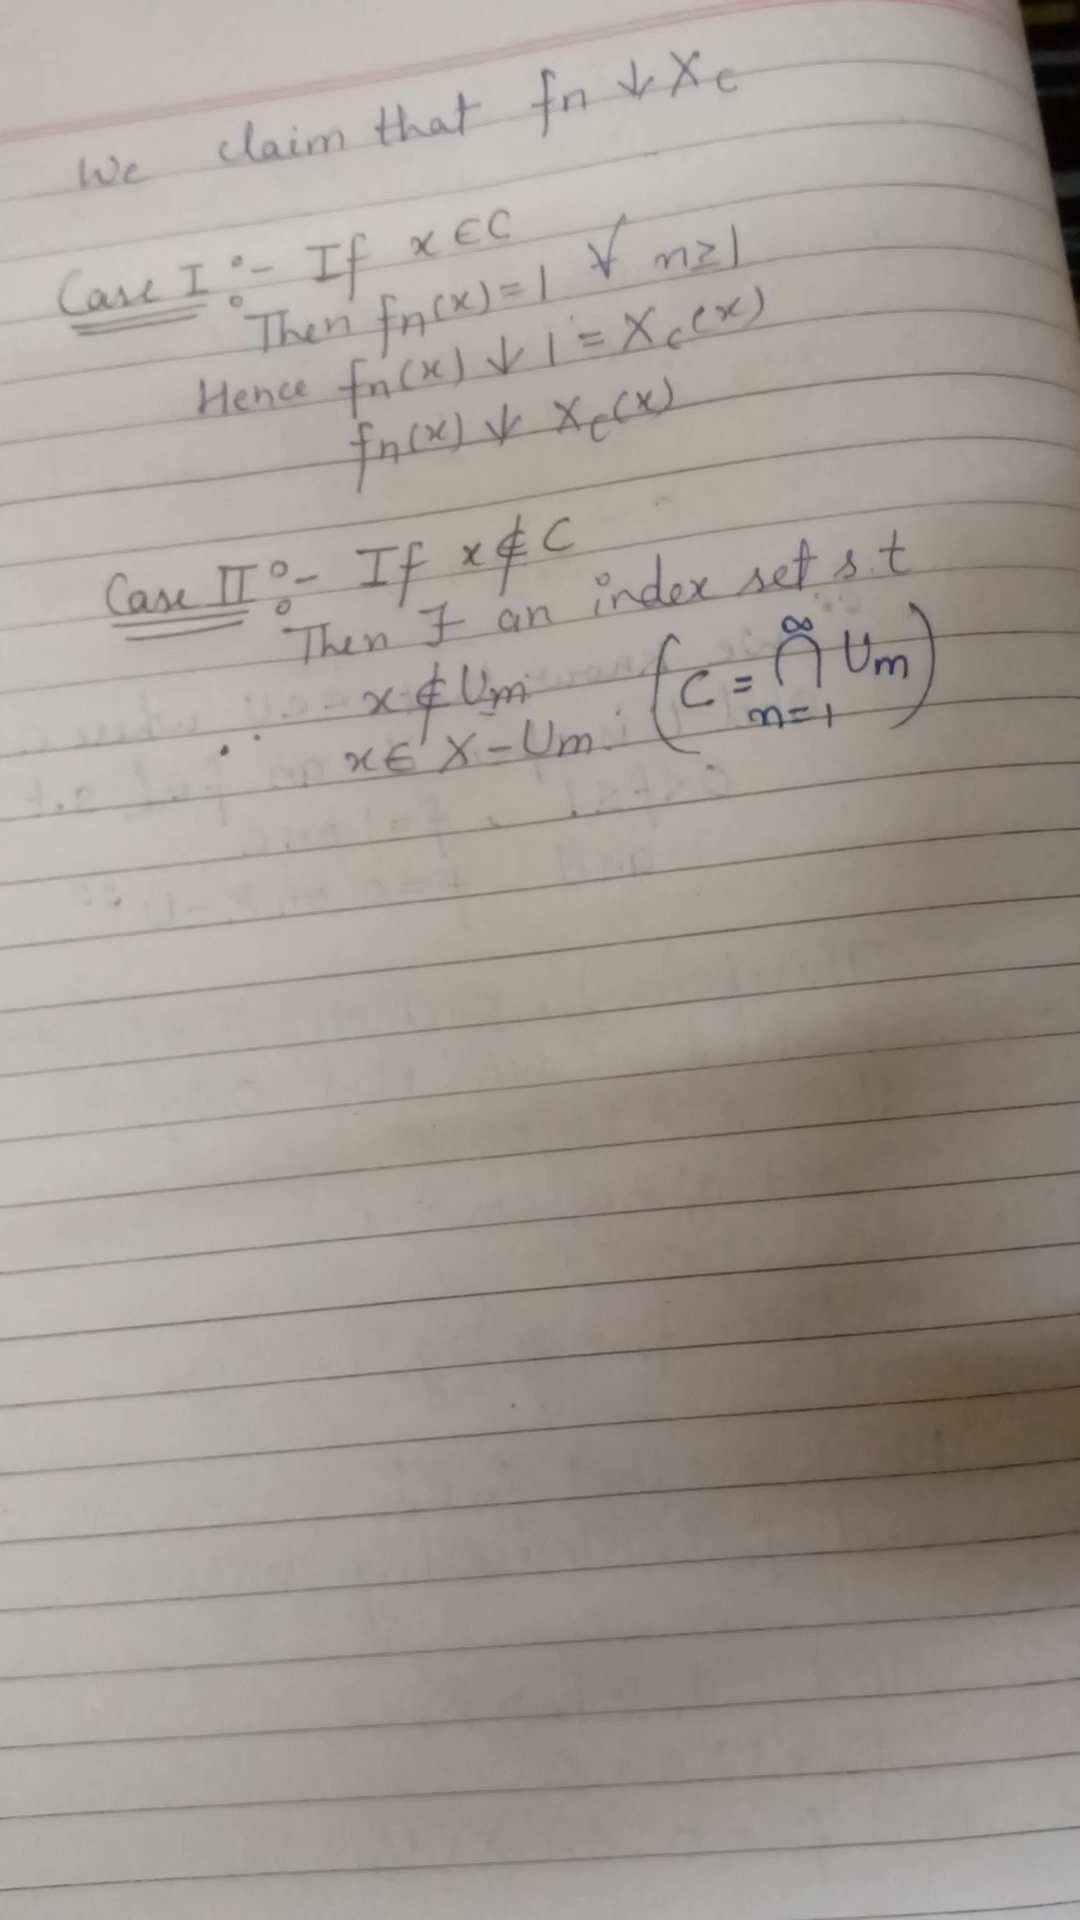 We claim that fn ↓ χc
Case I :- If x ∈ C
Then fn(x) = 1 ∀ n ≥ 1
Hence fn(x) ↓ 1 = χc(x)
fn(x) ↓ χc(x)
Case II :- If x ∉ C
Then ∃ an index set s.t
x ∉ Um (C = ∞⋂n=1 Um)
∴ x ∈ X - Um.